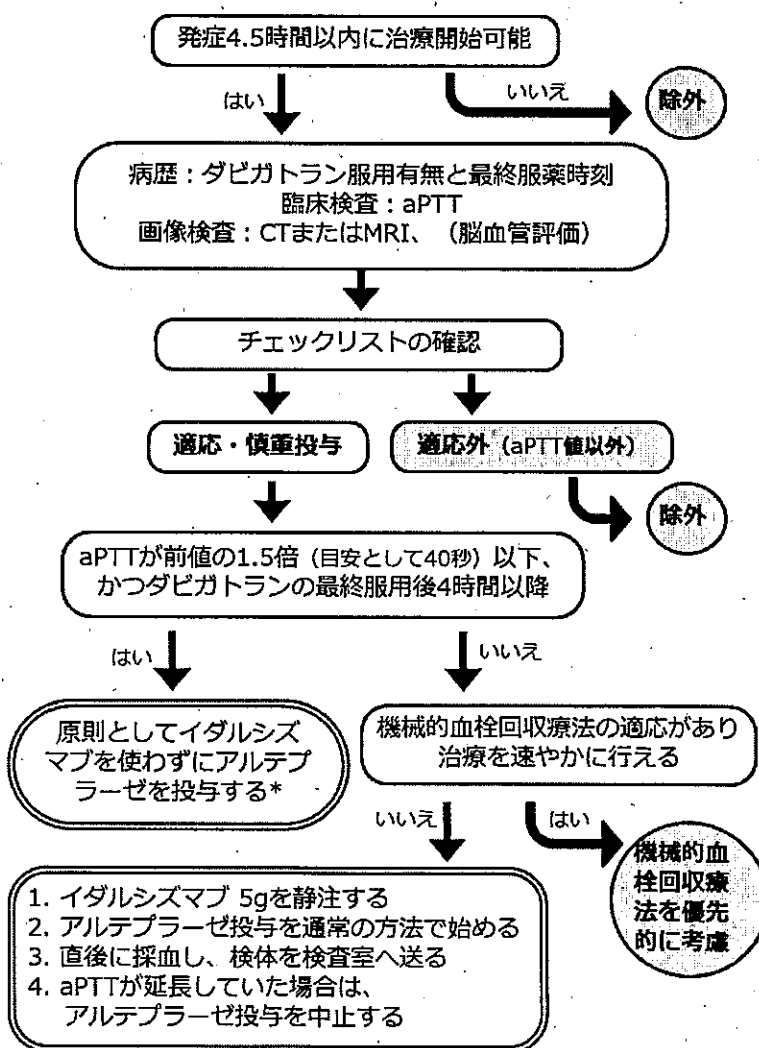 発症4.5時間以内に治療開始可能
はい
いいえ
除外
病歴：ダビガトラン服用有無と最終服薬時刻
臨床検査：aPTT
画像検査：CTまたはMRI、（脳血管評価）
チェックリストの確認
適応・慎重投与
適応外（aPTT値以外）
除外
aPTTが前値の1.5倍（目安として40秒）以下、
かつダビガトランの最終服用後4時間以降
はい
いいえ
原則としてイダルシズ
マブを使わずにアルテプ
ラーゼを投与する*
機械的血栓回収療法の適応があり
治療を速やかに行える
いいえ
はい
機械的血
栓回収療
法を優先
的に考慮
1. イダルシズマブ 5gを静注する
2. アルテプラーゼ投与を通常の方法で始める
3. 直後に採血し、検体を検査室へ送る
4. aPTTが延長していた場合は、
アルテプラーゼ投与を中止する